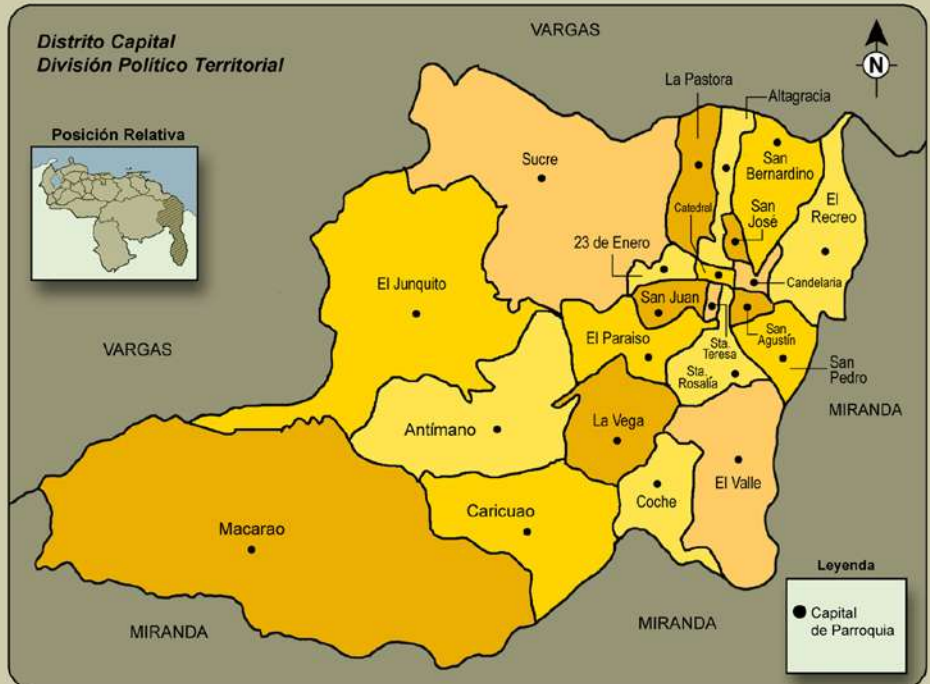 Distrito Capital
División Político Territorial
VARGAS
N
La Pastora
Altagracia
Posición Relativa
Sucre
San
Bernardino
Catedral
San
José
El
Recreo
23 de Enero
El Junquito
Candelaria
San Juan
VARGAS
El Paraiso
Sta.
Teresa
San
Agustín
Sta.
Rosalía
San
Pedro
MIRANDA
Antímano
La Vega
El Valle
Coche
Caricuao
Macarao
MIRANDA
MIRANDA
Leyenda
Capital
de Parroquia